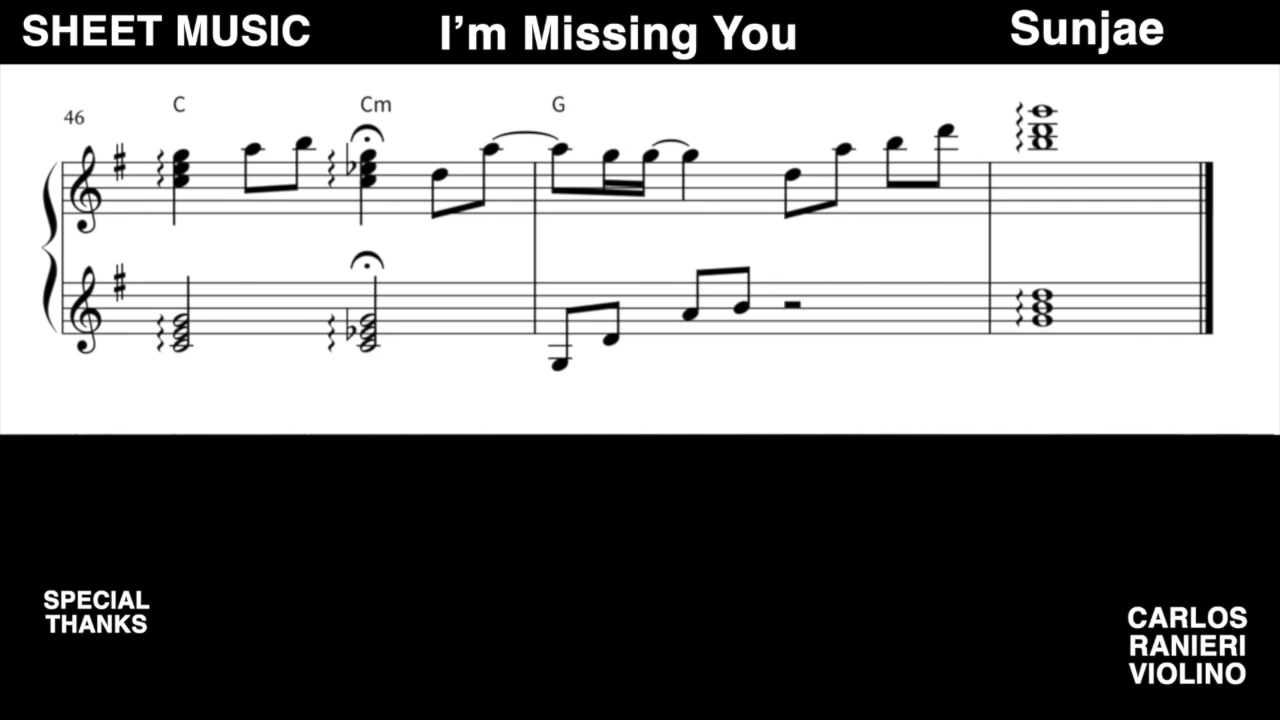 SHEET MUSIC
I'm Missing You
Sunjae
46
C
Cm
G
SPECIAL
THANKS
CARLOS
RANIERI
VIOLINO